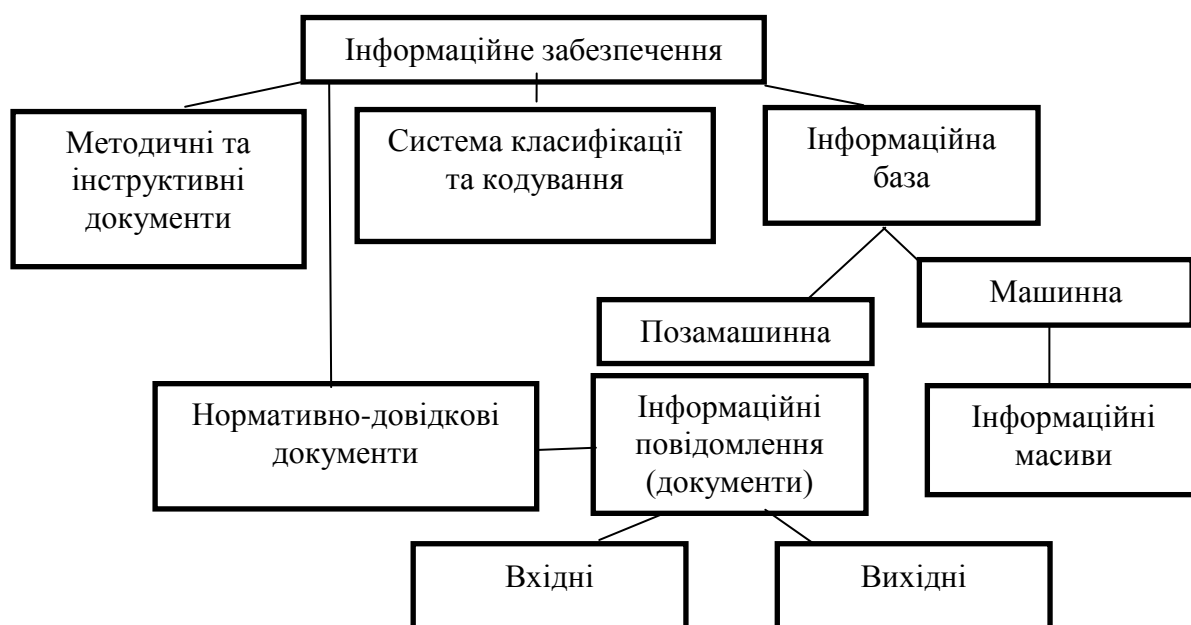 Інформаційне забезпечення
Методичні та
інструктивні
документи
Система класифікації
та кодування
Інформаційна
база
Машинна
Позамашинна
Нормативно-довідкові
документи
Інформаційні
повідомлення
(документи)
Інформаційні
масиви
Вхідні
Вихідні